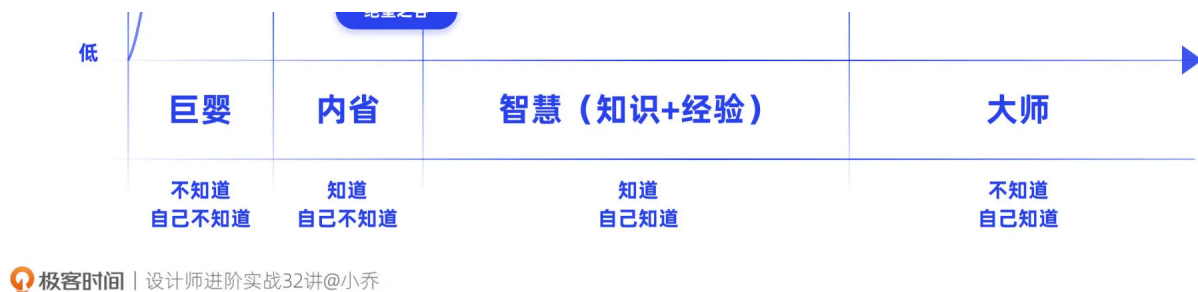 低
巨婴 内省 智慧（知识+经验） 大师
不知道 知道 知道 不知道
自己不知道 自己不知道 自己知道 自己知道
极客时间 | 设计师进阶实战32讲@小乔